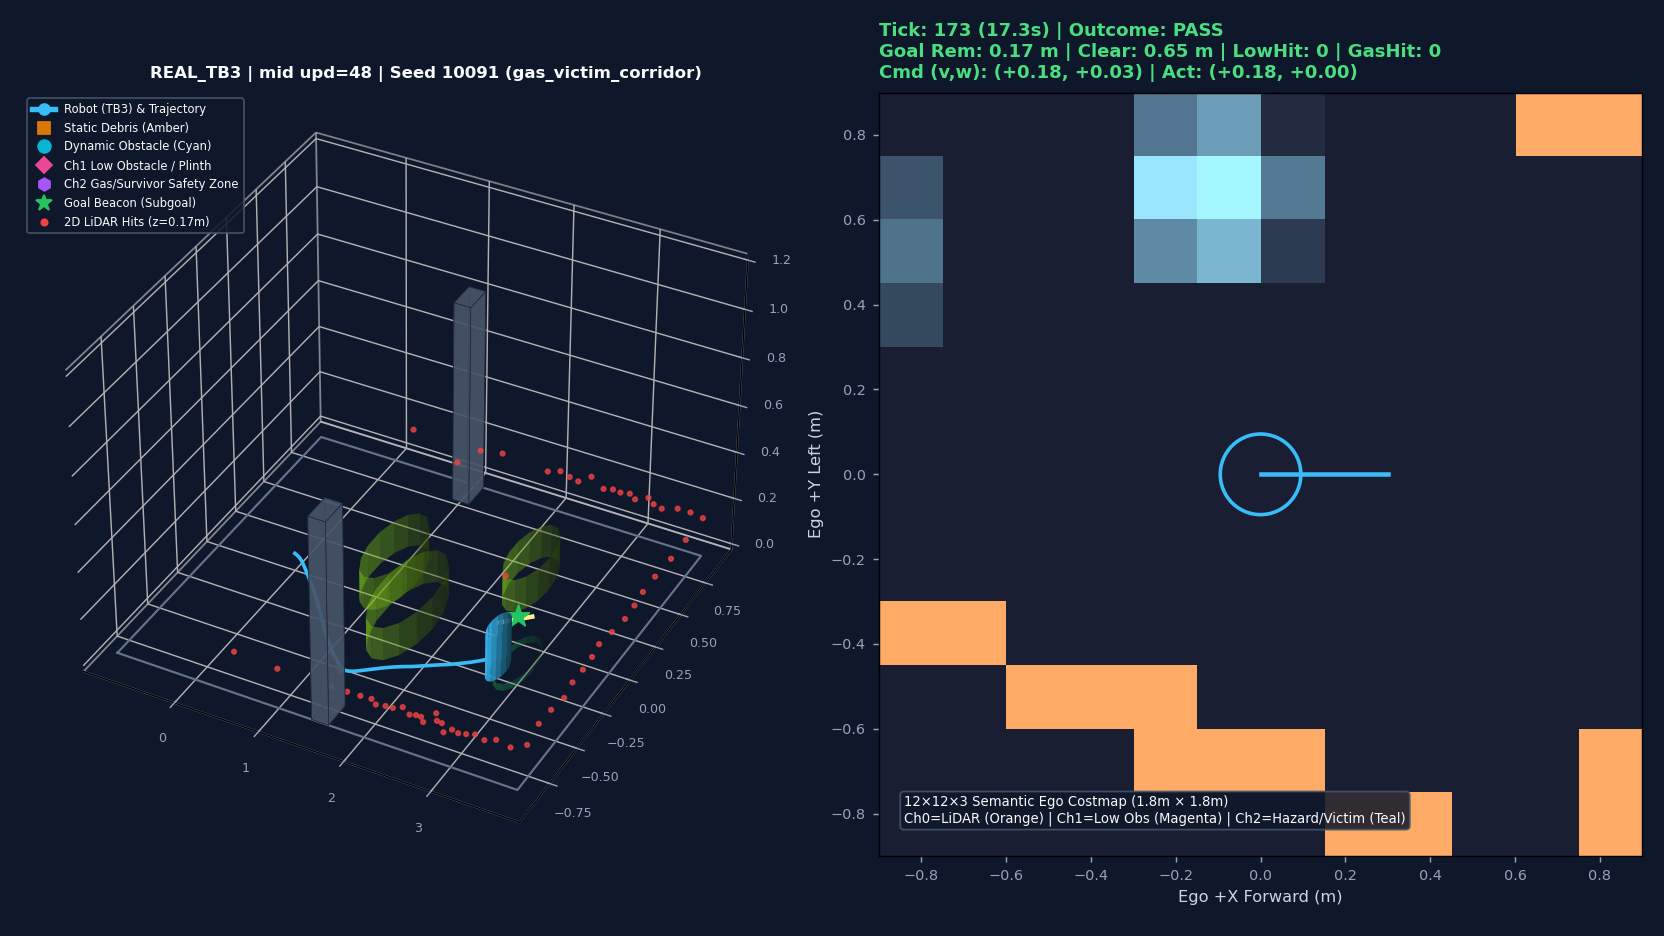 REAL_TB3 | mid upd=48 | Seed 10091 (gas_victim_corridor)
Robot (TB3) & Trajectory
Static Debris (Amber)
Dynamic Obstacle (Cyan)
Ch1 Low Obstacle / Plinth
Ch2 Gas/Survivor Safety Zone
Goal Beacon (Subgoal)
2D LiDAR Hits (z=0.17m)
1.2
1.0
0.8
0.6
0.4
0.2
0.0
0.75
0.50
0.25
0.00
−0.25
−0.50
−0.75
0
1
2
3
Tick: 173 (17.3s) | Outcome: PASS
Goal Rem: 0.17 m | Clear: 0.65 m | LowHit: 0 | GasHit: 0
Cmd (v,w): (+0.18, +0.03) | Act: (+0.18, +0.00)
Ego +Y Left (m)
0.8
0.6
0.4
0.2
0.0
−0.2
−0.4
−0.6
−0.8
12×12×3 Semantic Ego Costmap (1.8m × 1.8m)
Ch0=LiDAR (Orange) | Ch1=Low Obs (Magenta) | Ch2=Hazard/Victim (Teal)
−0.8
−0.6
−0.4
−0.2
0.0
0.2
0.4
0.6
0.8
Ego +X Forward (m)